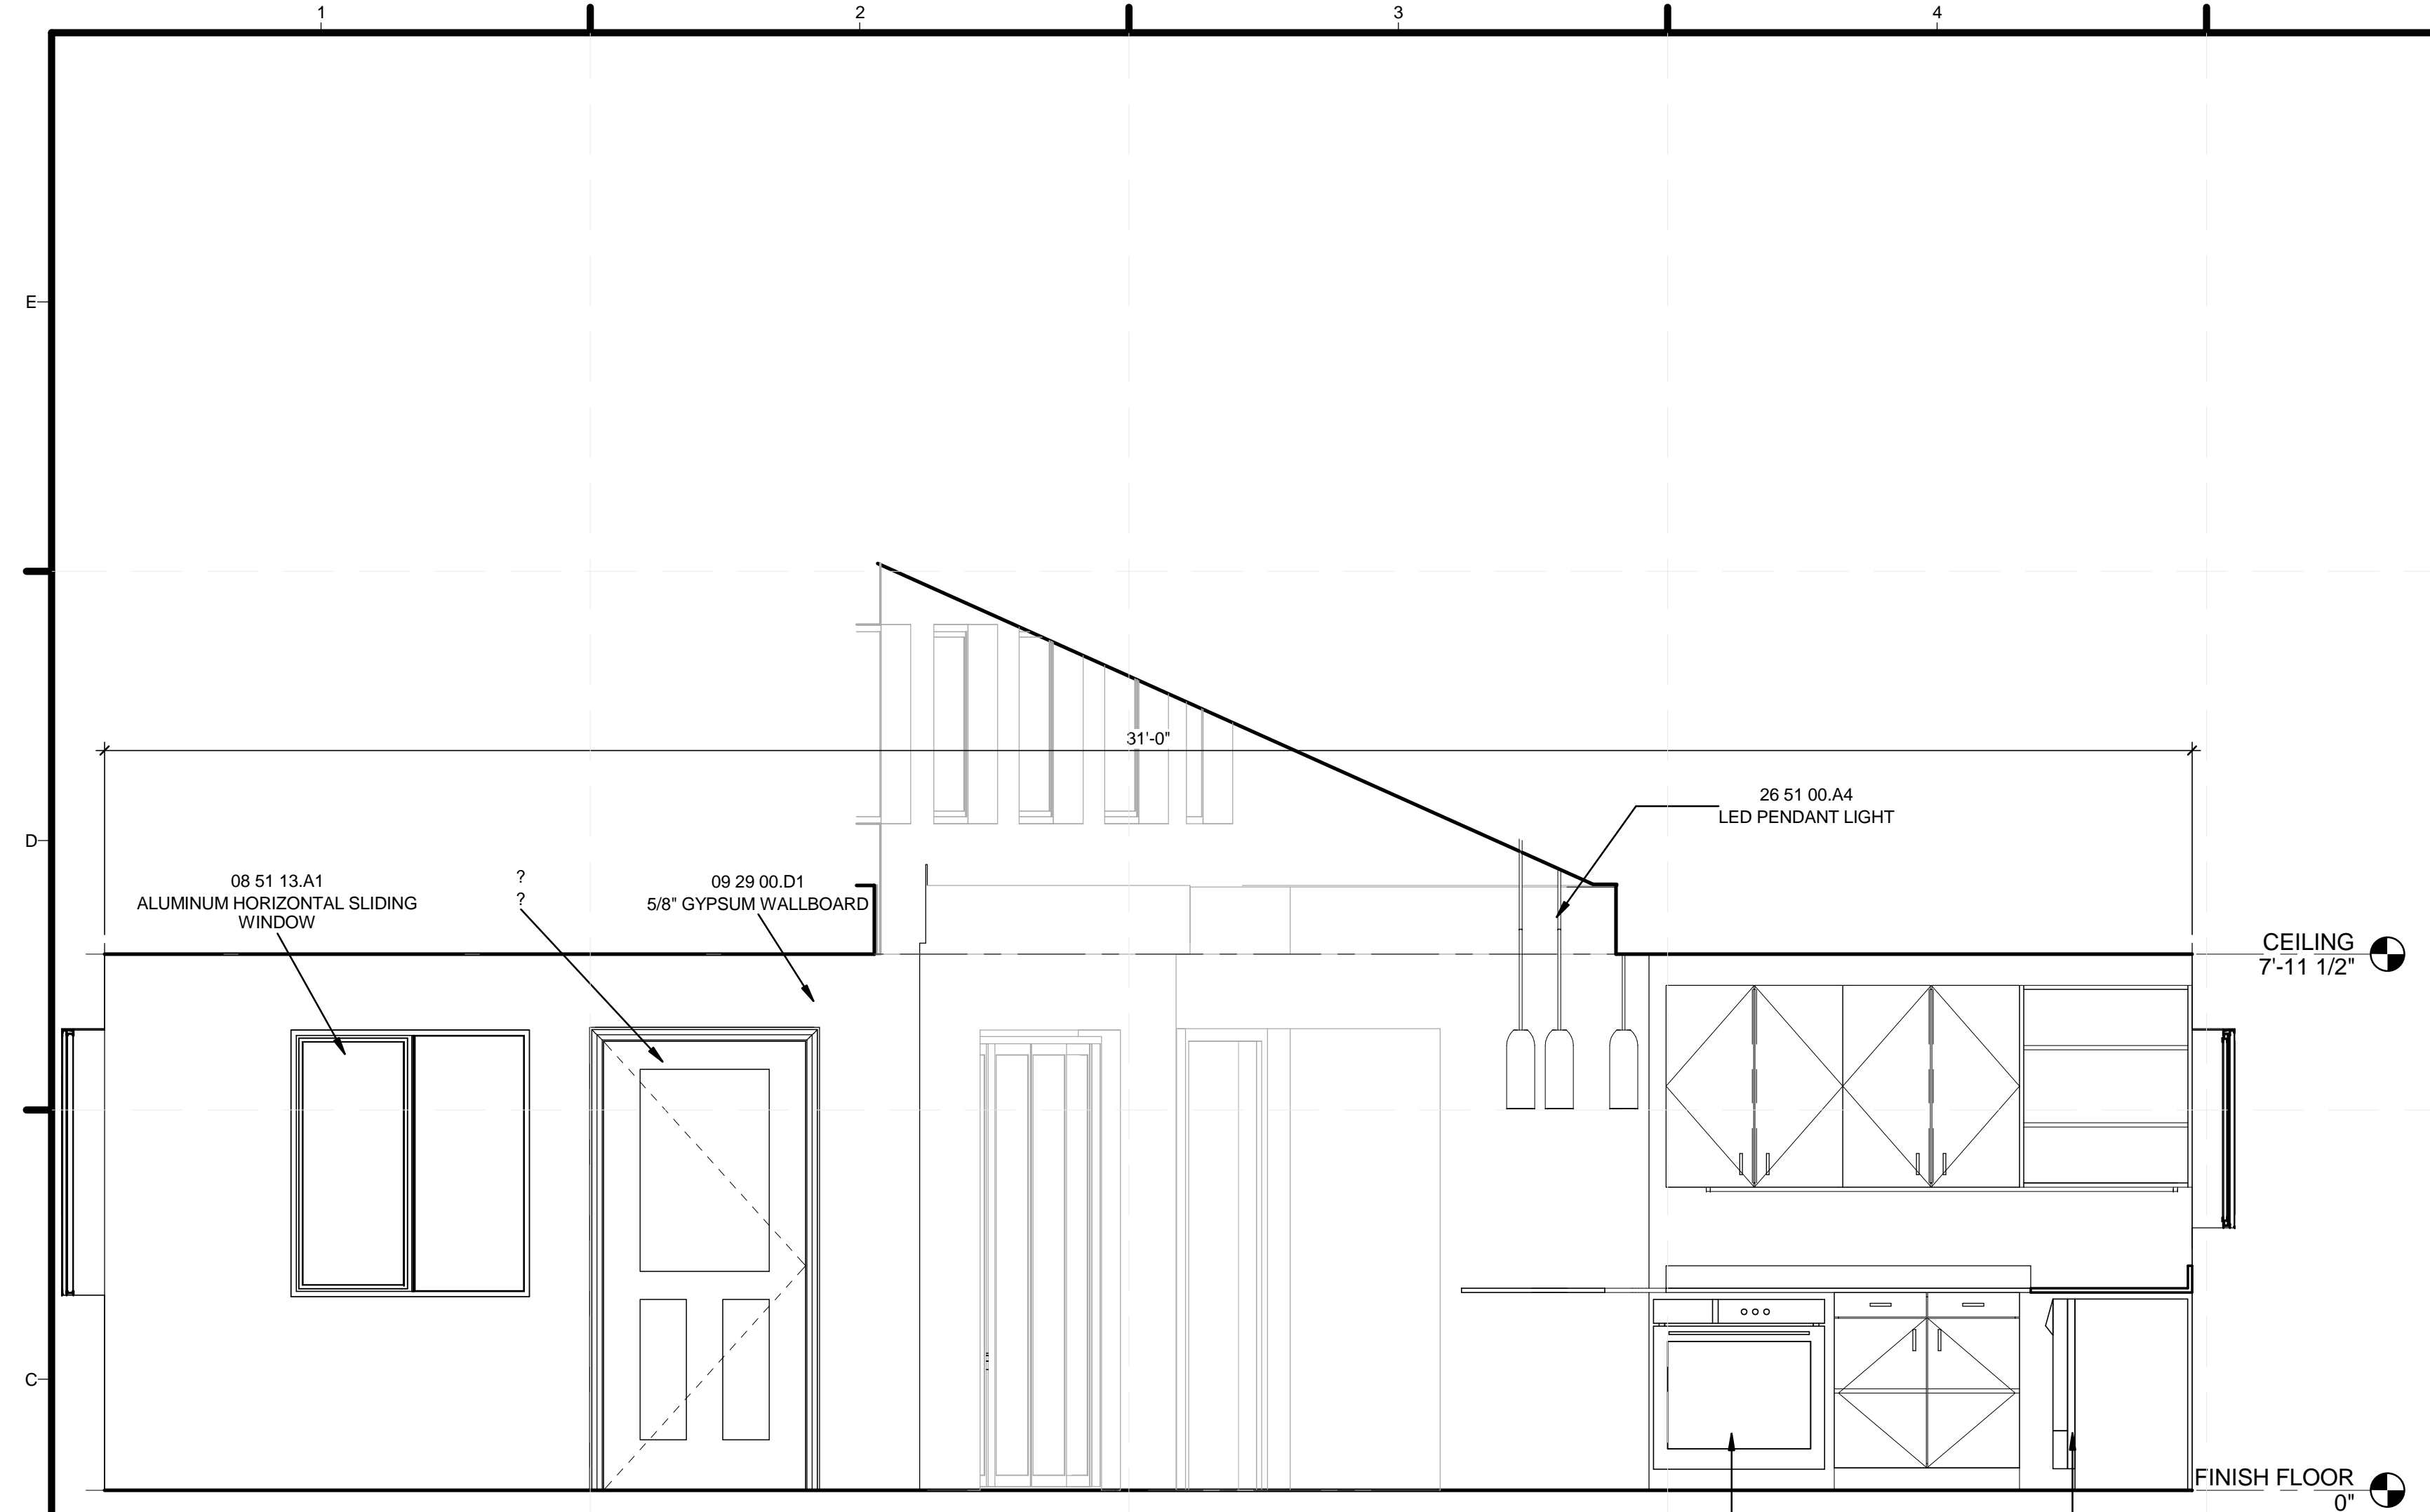 1
2
3
4
E
31'-0"
26 51 00.A4
LED PENDANT LIGHT
D
08 51 13.A1
ALUMINUM HORIZONTAL SLIDING
WINDOW
?
?
09 29 00.D1
5/8" GYPSUM WALLBOARD
CEILING
7'-11 1/2"
C
FINISH FLOOR
0"